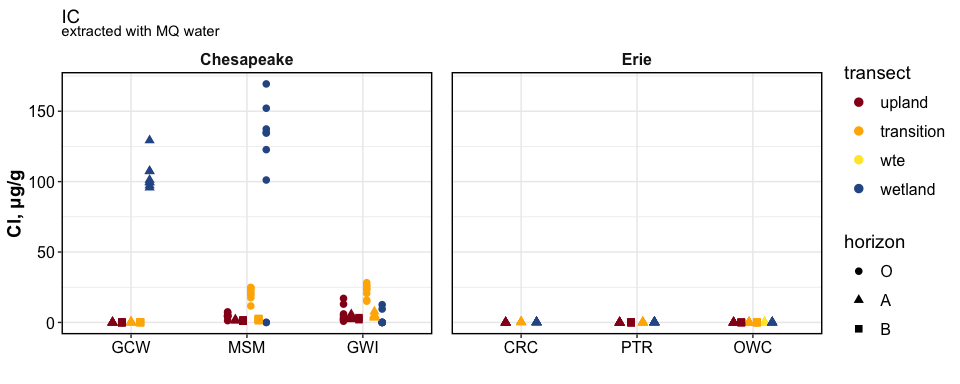 IC
extracted with MQ water
Chesapeake
Erie
Cl, µg/g
150
100
50
0
GCW
MSM
GWI
CRC
PTR
OWC
transect
upland
transition
wte
wetland
horizon
O
A
B